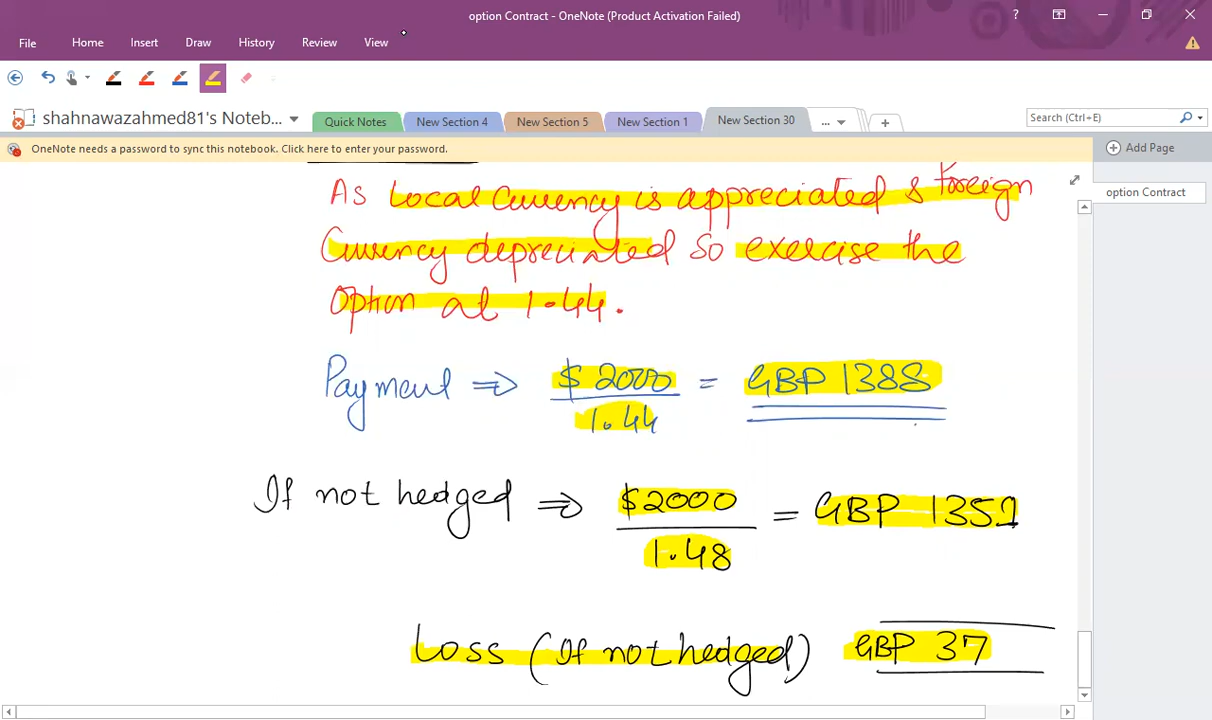 option Contract - OneNote (Product Activation Failed)
?
File Home Insert Draw History Review View
shahnawazahmed81's Noteb...
Quick Notes
New Section 4
New Section 5
New Section 1
New Section 30
...
Search (Ctrl+E)
OneNote needs a password to sync this notebook. Click here to enter your password.
Add Page
option Contract
As Local Currency is appreciated & foreign
Currency depreciated so exercise the
Option at 1.44.
Payment ⇒ $ 2000 / 1.44 = GBP 1388
If not hedged ⇒ $2000 / 1.48 = GBP 1351
Loss (If not hedged) GBP 37